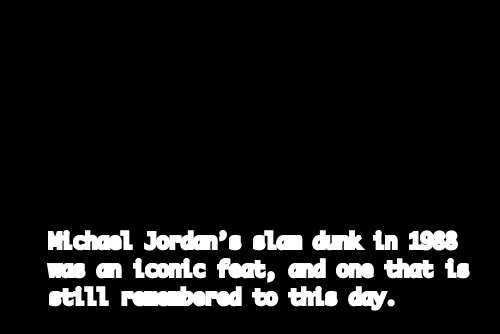 Michael Jordan's slam dunk in 1988
was an iconic feat, and one that is
still remembered to this day.